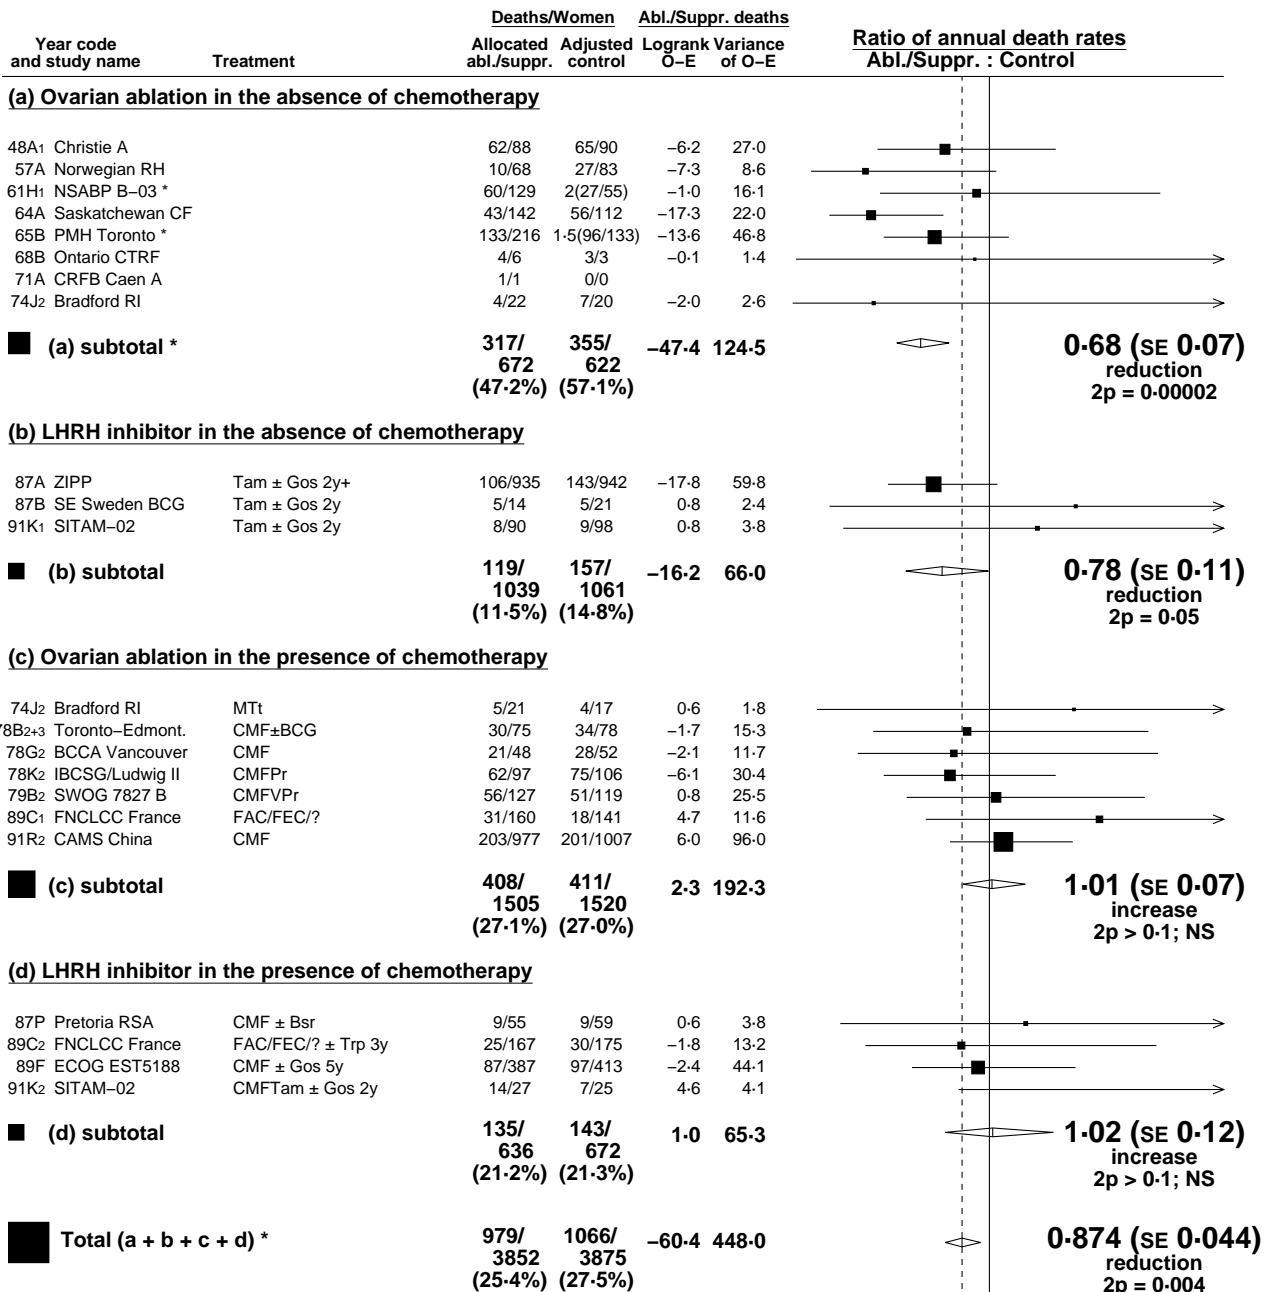 Deaths/Women Abl./Suppr. deaths
Year code and study name Treatment Allocated abl./suppr. Adjusted control Logrank O–E Variance of O–E Ratio of annual death rates Abl./Suppr. : Control
(a) Ovarian ablation in the absence of chemotherapy
48A1 Christie A 62/88 65/90 –6·2 27·0
57A Norwegian RH 10/68 27/83 –7·3 8·6
61H1 NSABP B–03 * 60/129 2(27/55) –1·0 16·1
64A Saskatchewan CF 43/142 56/112 –17·3 22·0
65B PMH Toronto * 133/216 1·5(96/133) –13·6 46·8
68B Ontario CTRF 4/6 3/3 –0·1 1·4
71A CRFB Caen A 1/1 0/0
74J2 Bradford RI 4/22 7/20 –2·0 2·6
(a) subtotal * 317/672 (47·2%) 355/622 (57·1%) –47·4 124·5 0·68 (SE 0·07)
reduction
2p = 0·00002
(b) LHRH inhibitor in the absence of chemotherapy
87A ZIPP Tam ± Gos 2y+ 106/935 143/942 –17·8 59·8
87B SE Sweden BCG Tam ± Gos 2y 5/14 5/21 0·8 2·4
91K1 SITAM–02 Tam ± Gos 2y 8/90 9/98 0·8 3·8
(b) subtotal 119/1039 (11·5%) 157/1061 (14·8%) –16·2 66·0 0·78 (SE 0·11)
reduction
2p = 0·05
(c) Ovarian ablation in the presence of chemotherapy
74J2 Bradford RI MTt 5/21 4/17 0·6 1·8
78B2+3 Toronto–Edmont. CMF±BCG 30/75 34/78 –1·7 15·3
78G2 BCCA Vancouver CMF 21/48 28/52 –2·1 11·7
78K2 IBCSG/Ludwig II CMFPr 62/97 75/106 –6·1 30·4
79B2 SWOG 7827 B CMFVPr 56/127 51/119 0·8 25·5
89C1 FNCLCC France FAC/FEC/? 31/160 18/141 4·7 11·6
91R2 CAMS China CMF 203/977 201/1007 6·0 96·0
(c) subtotal 408/1505 (27·1%) 411/1520 (27·0%) 2·3 192·3 1·01 (SE 0·07)
increase
2p > 0·1; NS
(d) LHRH inhibitor in the presence of chemotherapy
87P Pretoria RSA CMF ± Bsr 9/55 9/59 0·6 3·8
89C2 FNCLCC France FAC/FEC/? ± Trp 3y 25/167 30/175 –1·8 13·2
89F ECOG EST5188 CMF ± Gos 5y 87/387 97/413 –2·4 44·1
91K2 SITAM–02 CMFTam ± Gos 2y 14/27 7/25 4·6 4·1
(d) subtotal 135/636 (21·2%) 143/672 (21·3%) 1·0 65·3 1·02 (SE 0·12)
increase
2p > 0·1; NS
Total (a + b + c + d) * 979/3852 (25·4%) 1066/3875 (27·5%) –60·4 448·0 0·874 (SE 0·044)
reduction
2p = 0·004